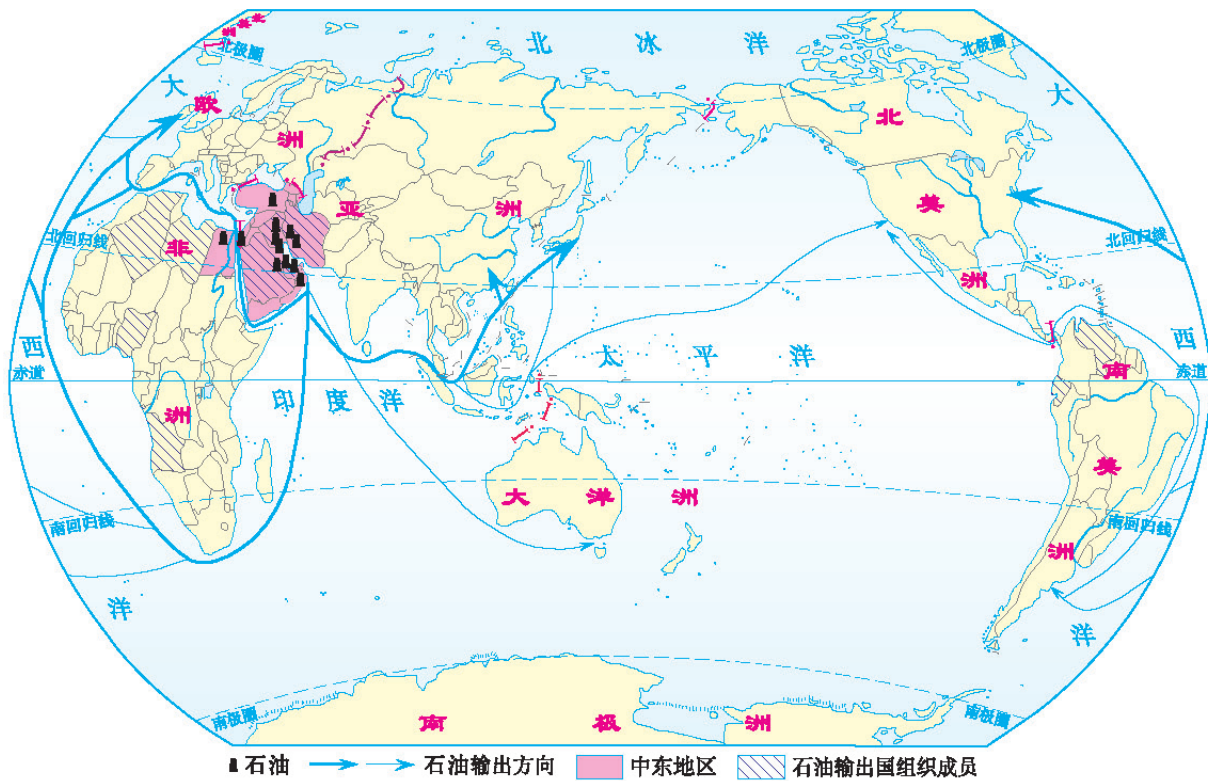 北美洲
北极圈
北冰洋
北极圈
大
欧洲
北
大
亚洲
美
北回归线
非
北回归线
洲
西
赤道
太平洋
西
赤道
南
印度洋
洲
美
大洋洲
南回归线
南回归线
洲
洋
洋
南极圈
南极洲
南极圈
石油
石油输出方向
中东地区
石油输出国组织成员